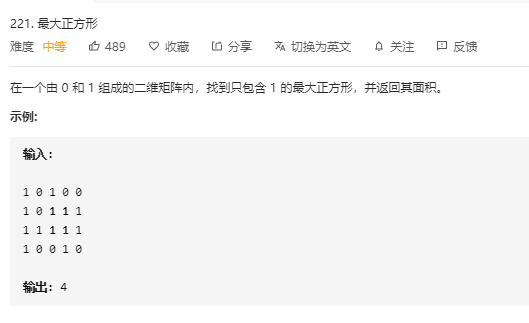 221. 最大正方形
难度 中等 489 收藏 分享 切换为英文 关注 反馈
在一个由 0 和 1 组成的二维矩阵内，找到只包含 1 的最大正方形，并返回其面积。
示例:
输入:
1 0 1 0 0
1 0 1 1 1
1 1 1 1 1
1 0 0 1 0
输出: 4